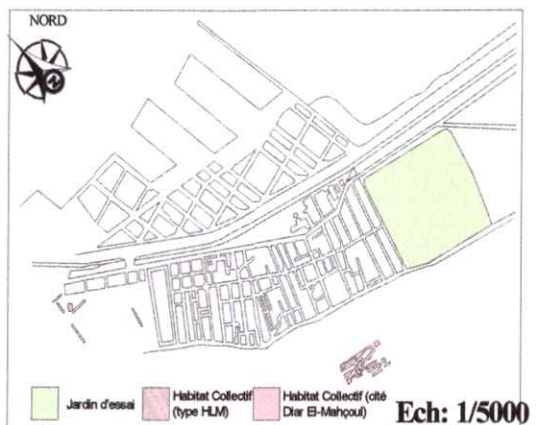 NORD
Jardin d'essai
Habitat Collectif
(type HLM)
Habitat Collectif (cité
Diar El-Mahçoul)
Ech: 1/5000